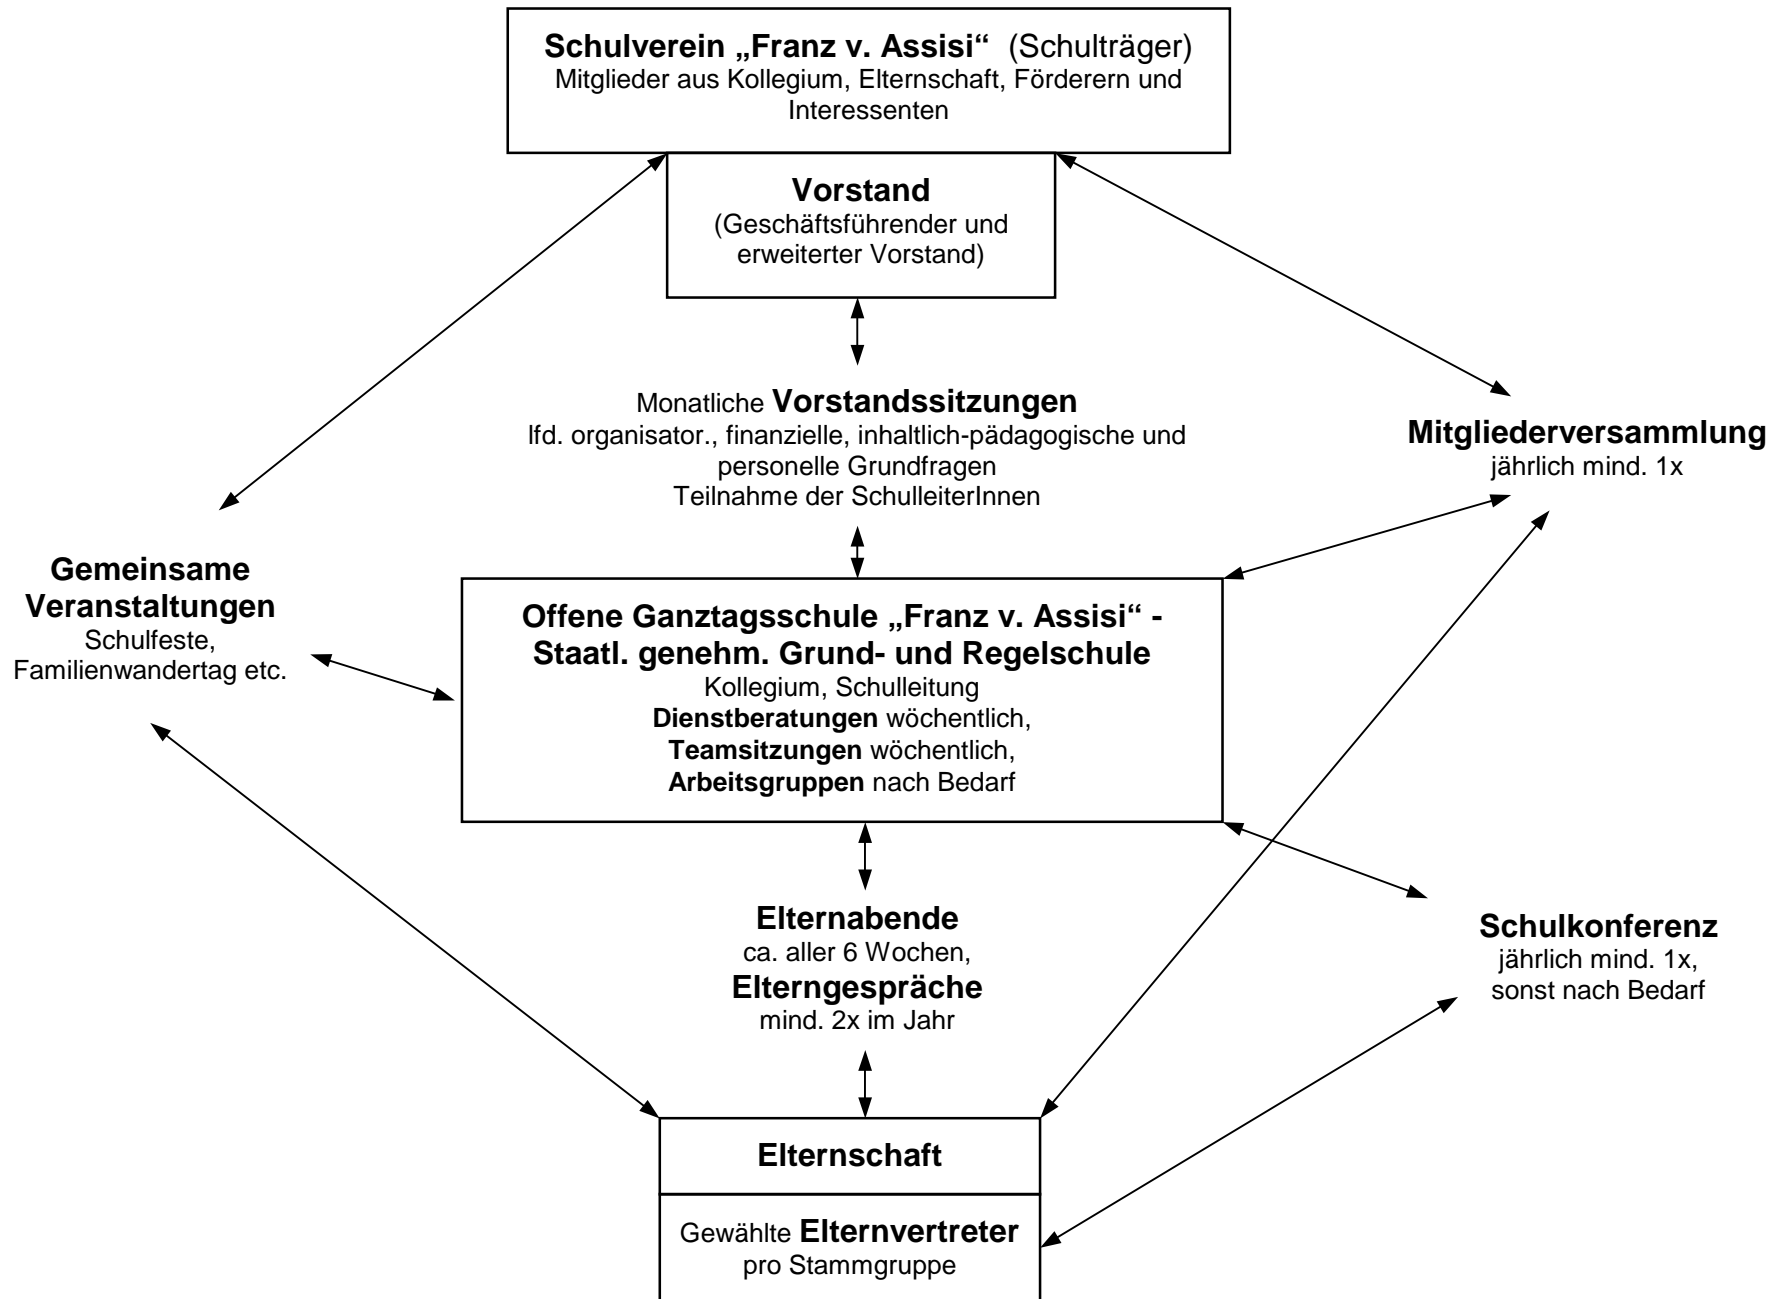 Schulverein „Franz v. Assisi“ (Schulträger)
Mitglieder aus Kollegium, Elternschaft, Förderern und
Interessenten
Vorstand
(Geschäftsführender und
erweiterter Vorstand)
Monatliche Vorstandssitzungen
lfd. organisator., finanzielle, inhaltlich-pädagogische und
personelle Grundfragen
Teilnahme der SchulleiterInnen
Mitgliederversammlung
jährlich mind. 1x
Gemeinsame
Veranstaltungen
Schulfeste,
Familienwandertag etc.
Offene Ganztagsschule „Franz v. Assisi“ -
Staatl. genehm. Grund- und Regelschule
Kollegium, Schulleitung
Dienstberatungen wöchentlich,
Teamsitzungen wöchentlich,
Arbeitsgruppen nach Bedarf
Elternabende
ca. aller 6 Wochen,
Elterngespräche
mind. 2x im Jahr
Schulkonferenz
jährlich mind. 1x,
sonst nach Bedarf
Elternschaft
Gewählte Elternvertreter
pro Stammgruppe